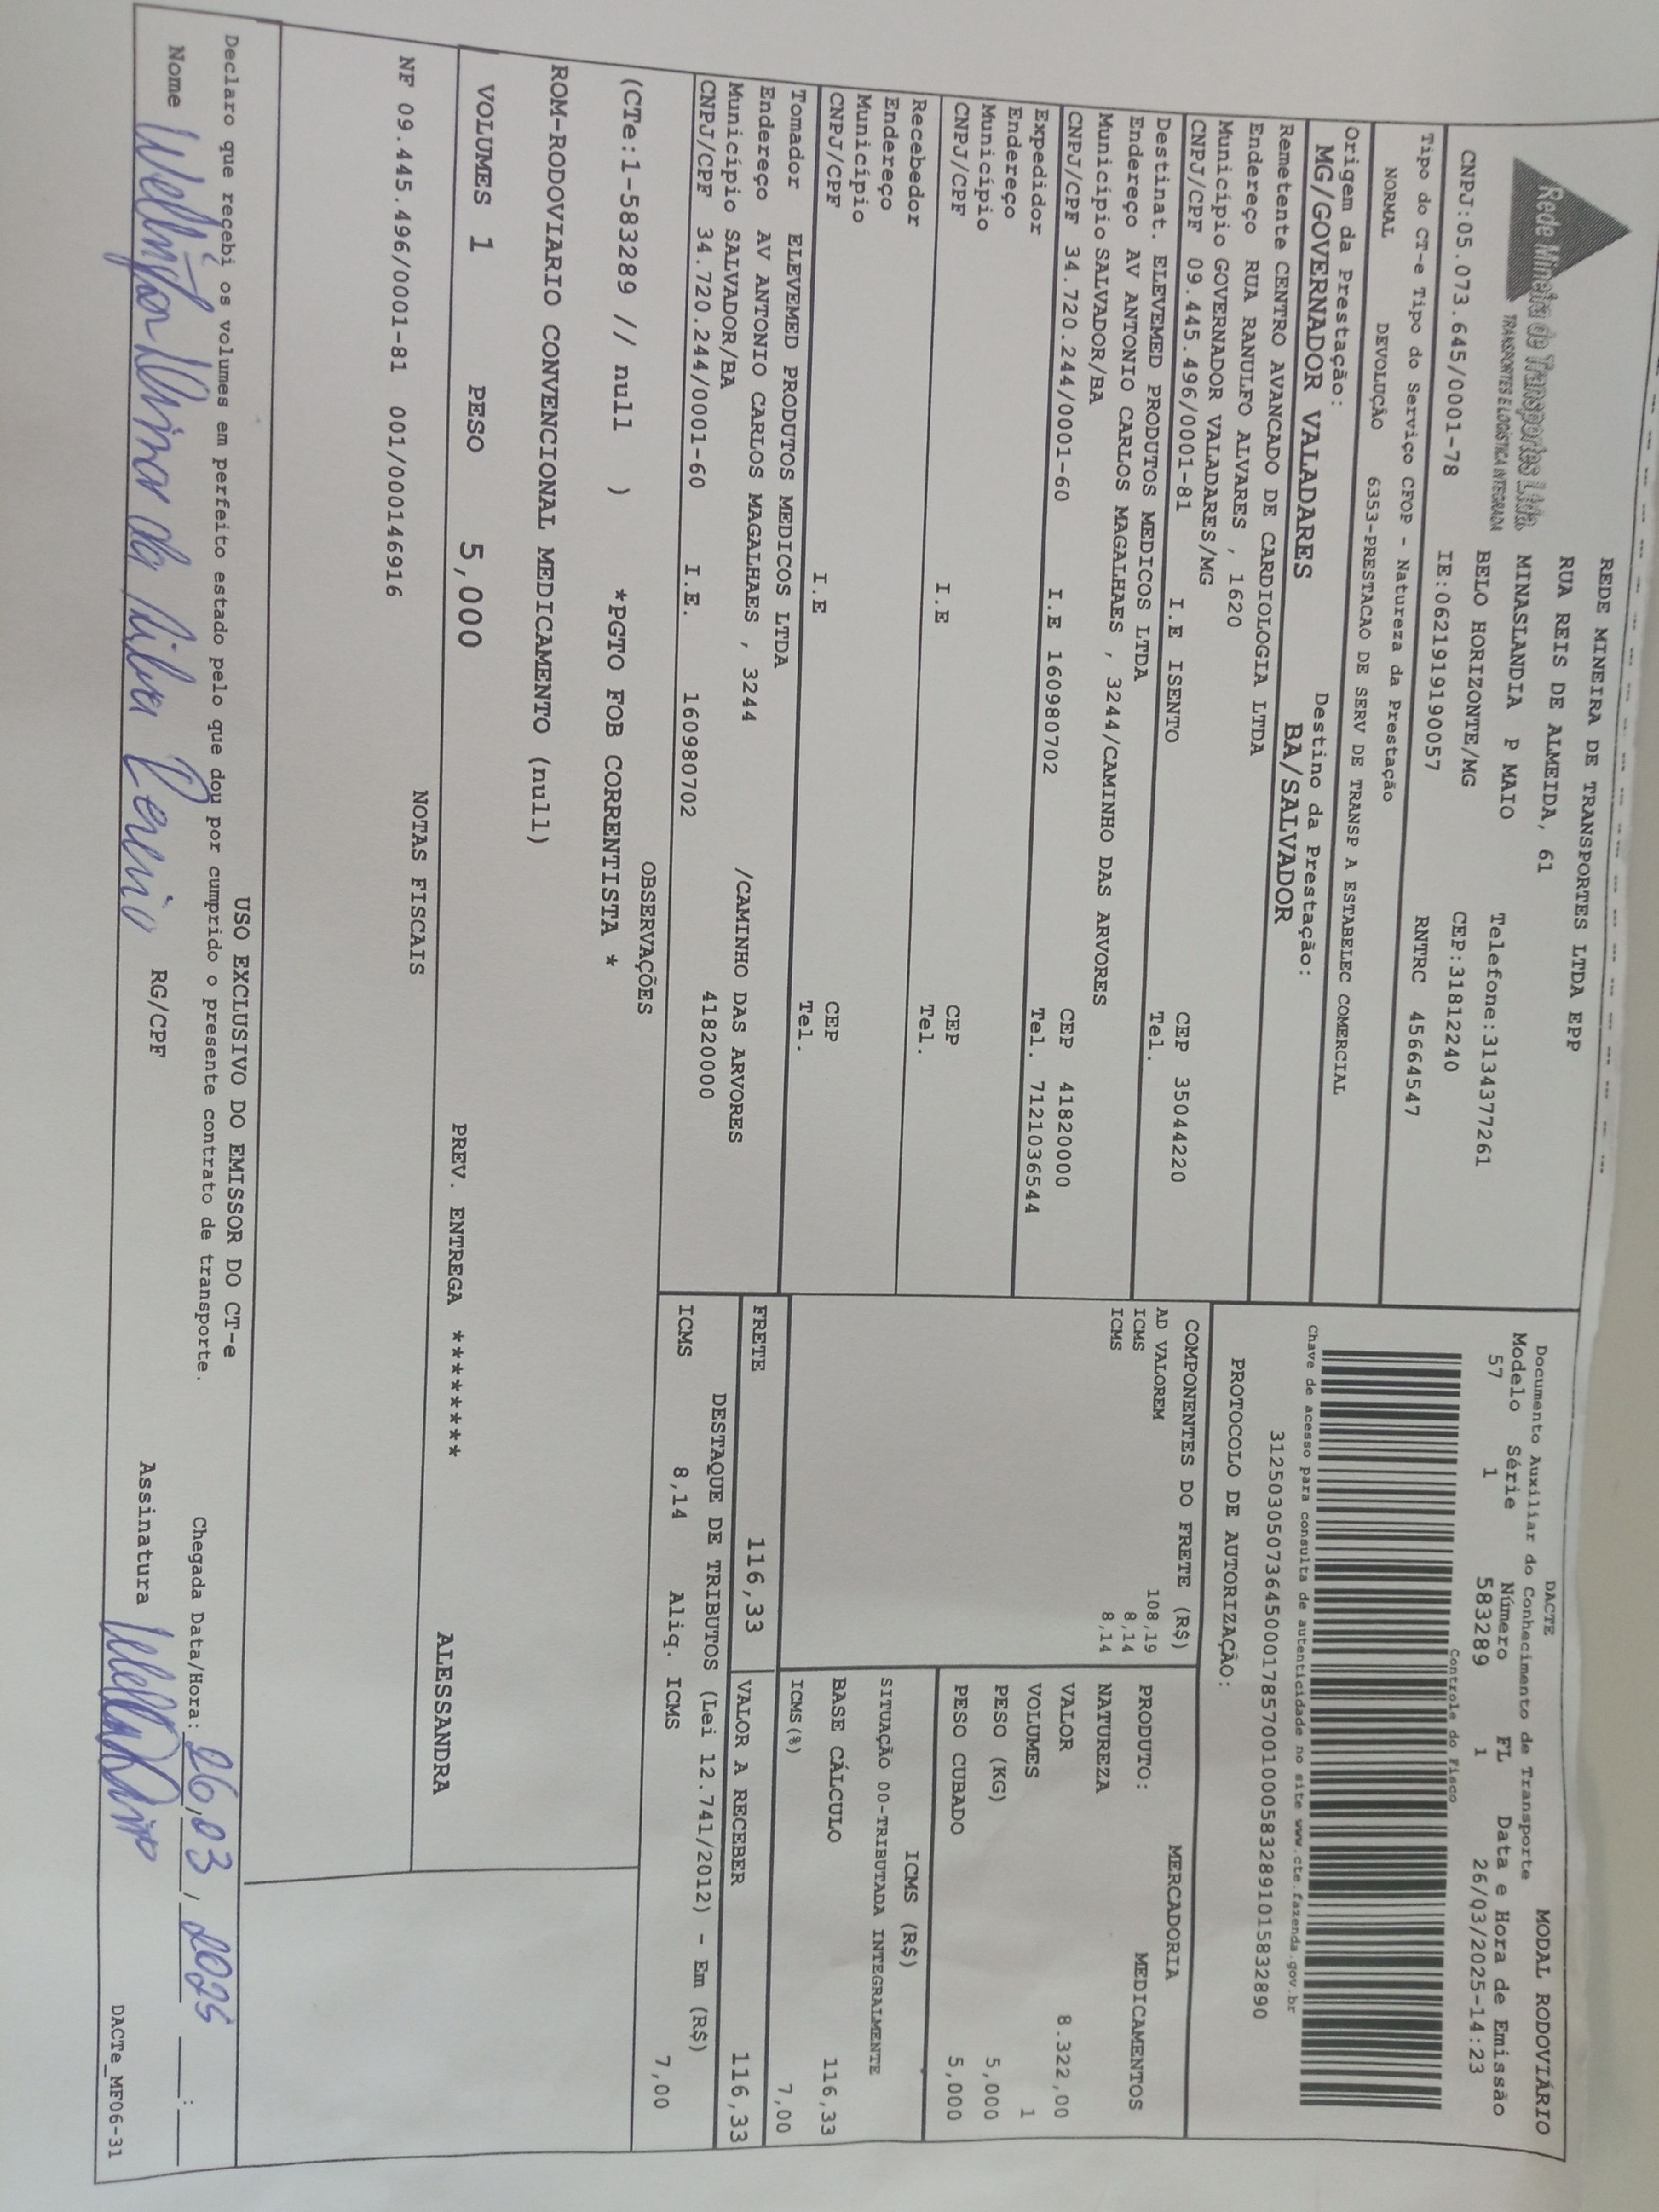 Rede Mineira de Transportes Ltda.
TRANSPORTES E LOGÍSTICA INTEGRADA
REDE MINEIRA DE TRANSPORTES LTDA EPP
RUA REIS DE ALMEIDA, 61
MINASLANDIA P MAIO Telefone:3134377261
BELO HORIZONTE/MG CEP:31812240
CNPJ:05.073.645/0001-78 IE:0621919190057
RNTRC 45664547
Tipo do CT-e Tipo do Serviço CFOP - Natureza da Prestação
NORMAL DEVOLUÇÃO 6353-PRESTACAO DE SERV DE TRANSP A ESTABELEC COMERCIAL
Origem da Prestação: Destino da Prestação:
MG/GOVERNADOR VALADARES BA/SALVADOR
DACTE MODAL RODOVIÁRIO
Documento Auxiliar do Conhecimento de Transporte
Modelo Série Número FL Data e Hora de Emissão
57 1 583289 1 26/03/2025-14:23
Controle do Fisco
Chave de acesso para consulta de autenticidade no site www.cte.fazenda.gov.br
31250305073645000178570010005832891015832890
PROTOCOLO DE AUTORIZAÇÃO:
Remetente CENTRO AVANCADO DE CARDIOLOGIA LTDA
Endereço RUA RANULFO ALVARES , 1620
Município GOVERNADOR VALADARES/MG CEP 35044220
CNPJ/CPF 09.445.496/0001-81 I.E ISENTO Tel.
Destinat. ELEVEMED PRODUTOS MEDICOS LTDA
Endereço AV ANTONIO CARLOS MAGALHAES , 3244/CAMINHO DAS ARVORES
Município SALVADOR/BA CEP 41820000
CNPJ/CPF 34.720.244/0001-60 I.E 160980702 Tel. 7121036544
Expedidor
Endereço
Município CEP
CNPJ/CPF I.E Tel.
Recebedor
Endereço
Município CEP
CNPJ/CPF I.E Tel.
Tomador ELEVEMED PRODUTOS MEDICOS LTDA
Endereço AV ANTONIO CARLOS MAGALHAES , 3244 /CAMINHO DAS ARVORES
Município SALVADOR/BA 41820000
CNPJ/CPF 34.720.244/0001-60 I.E. 160980702
COMPONENTES DO FRETE (R$)
AD VALOREM 108,19
ICMS 8,14
ICMS 8,14
MERCADORIA
PRODUTO: MEDICAMENTOS
NATUREZA
VALOR 8.322,00
VOLUMES 1
PESO (KG) 5,000
PESO CUBADO 5,000
ICMS (R$)
SITUAÇÃO 00-TRIBUTADA INTEGRALMENTE
BASE CÁLCULO 116,33
ICMS(%) 7,00
FRETE 116,33 VALOR A RECEBER 116,33
DESTAQUE DE TRIBUTOS (Lei 12.741/2012) - Em (R$)
ICMS 8,14 Aliq. ICMS 7,00
OBSERVAÇÕES
(CTe:1-583289 // null ) *PGTO FOB CORRENTISTA *
ROM-RODOVIARIO CONVENCIONAL MEDICAMENTO (null)
VOLUMES 1 PESO 5,000 PREV. ENTREGA ********* ALESSANDRA
NOTAS FISCAIS
NF 09.445.496/0001-81 001/000146916
USO EXCLUSIVO DO EMISSOR DO CT-e
Declaro que recebi os volumes em perfeito estado pelo que dou por cumprido o presente contrato de transporte. Chegada Data/Hora: 26,03, 2025 :
Nome da Silva RG/CPF Assinatura
DACTe_MF06-31